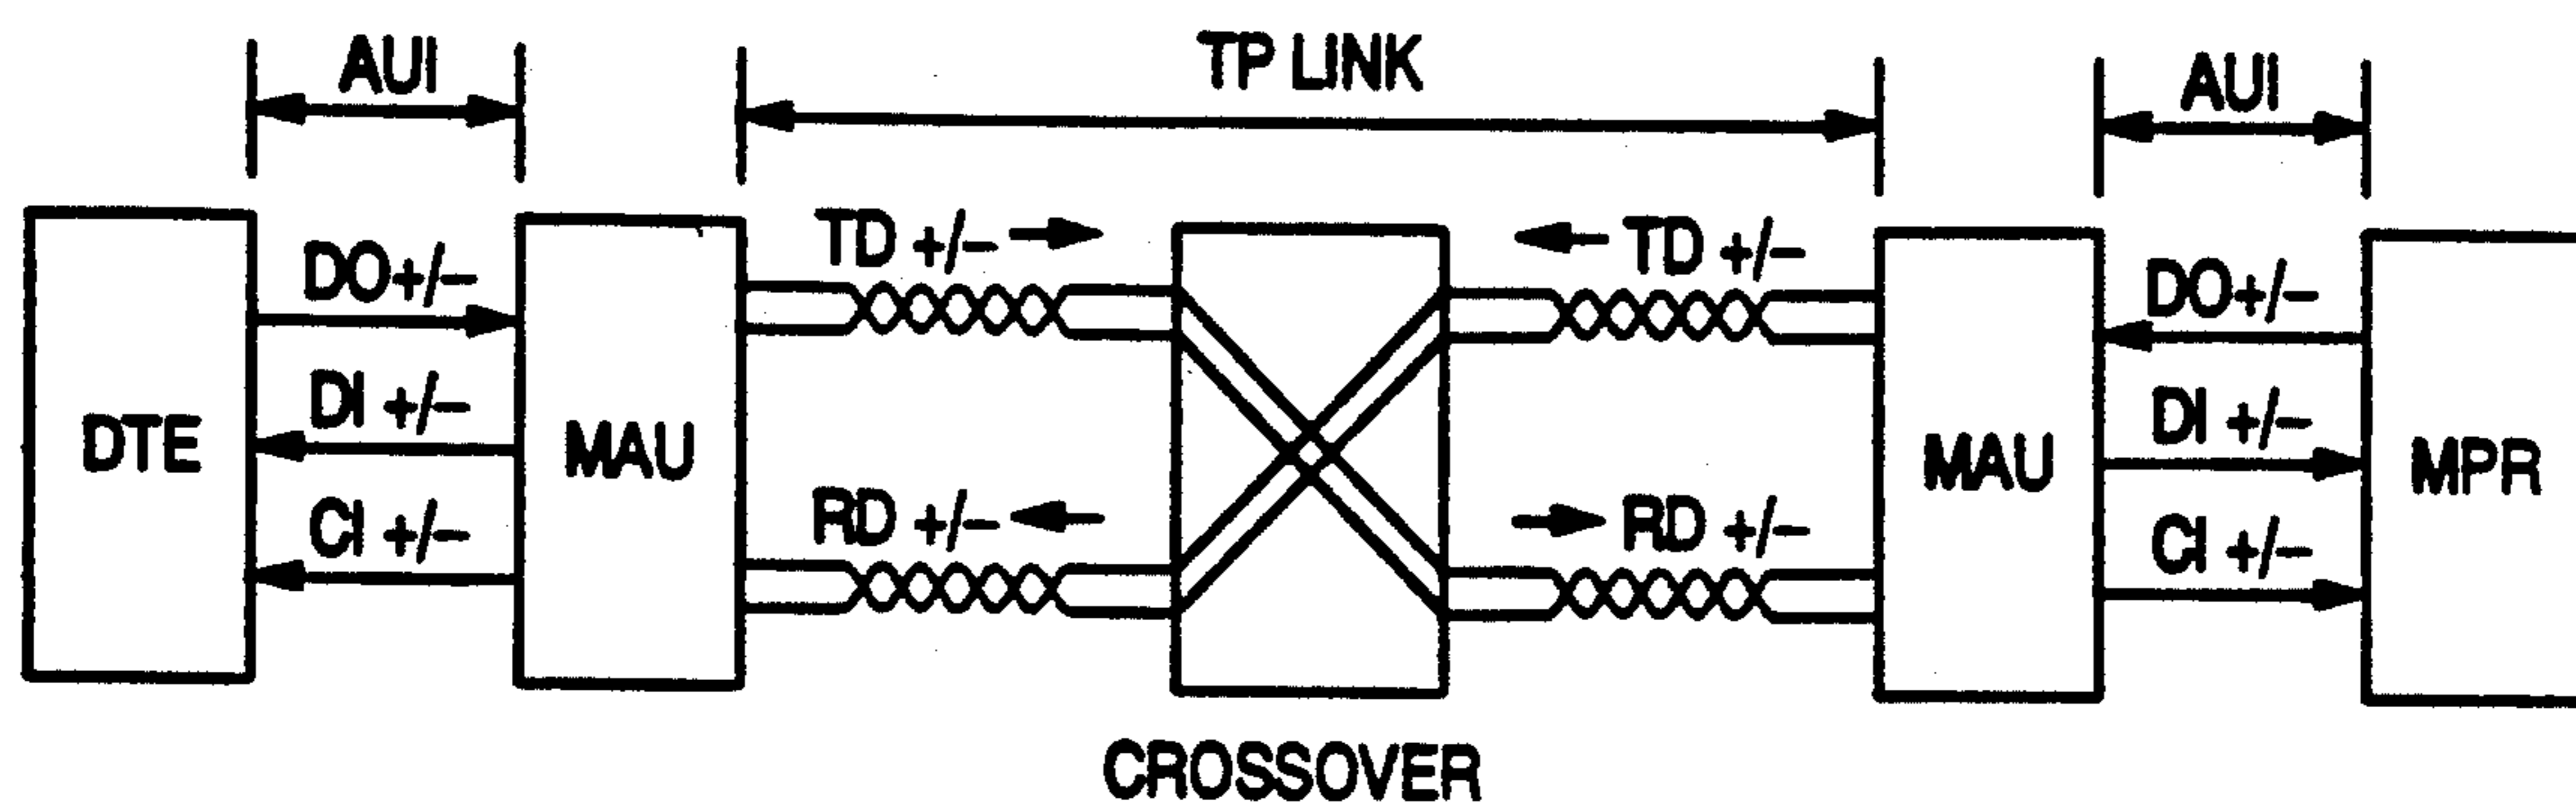 AUI
TP LINK
AUI
TD +/−
TD +/−
DO+/−
DO+/−
DI +/−
DI +/−
DTE
MAU
MAU
MPR
RD +/−
RD +/−
CI +/−
CI +/−
CROSSOVER